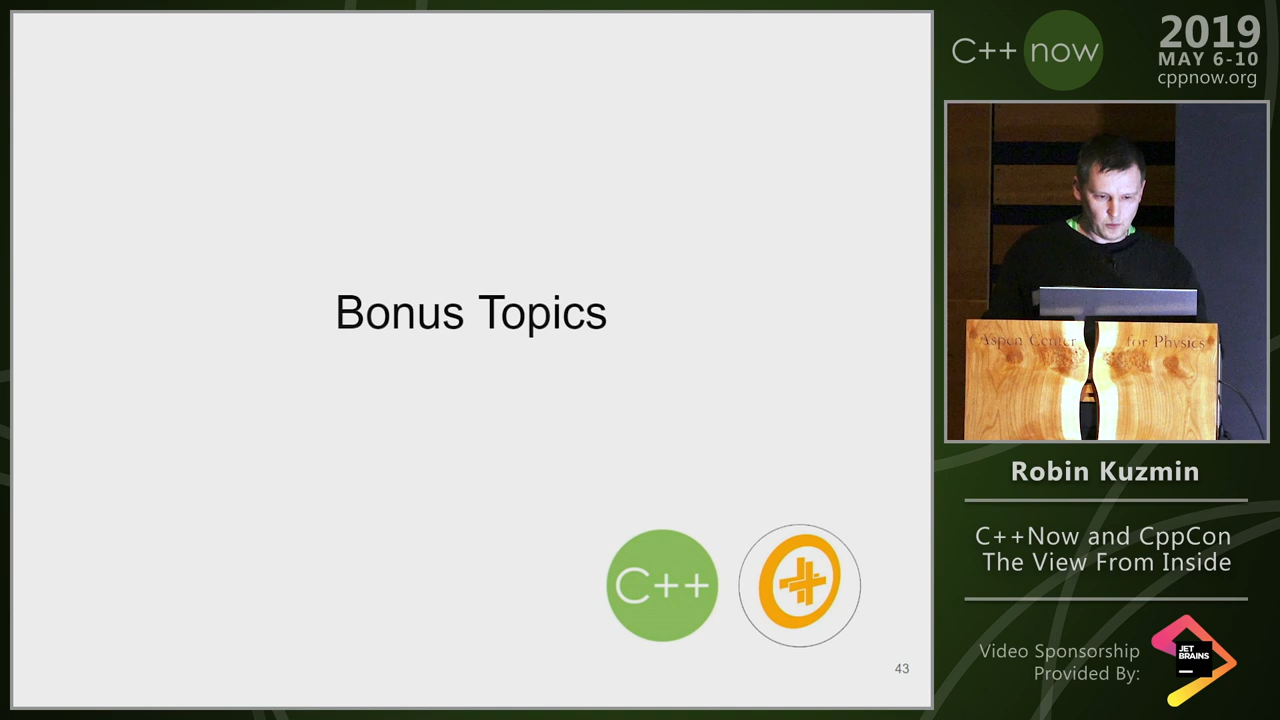 Bonus Topics
C++
43
C++ now
2019
MAY 6-10
cppnow.org
Aspen Center for Physics
Robin Kuzmin
C++Now and CppCon
The View From Inside
Video Sponsorship
Provided By:
JET
BRAINS